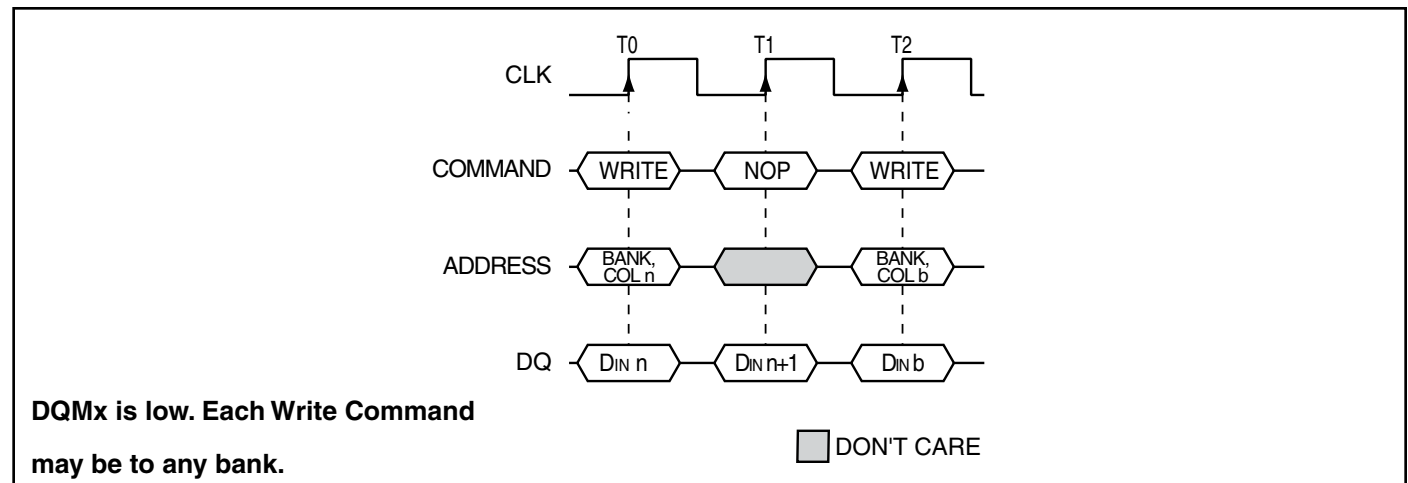 T0 T1 T2
CLK
COMMAND WRITE NOP WRITE
ADDRESS BANK, COL n BANK, COL b
DQ DIN n DIN n+1 DIN b
DQMx is low. Each Write Command
may be to any bank.
DON'T CARE